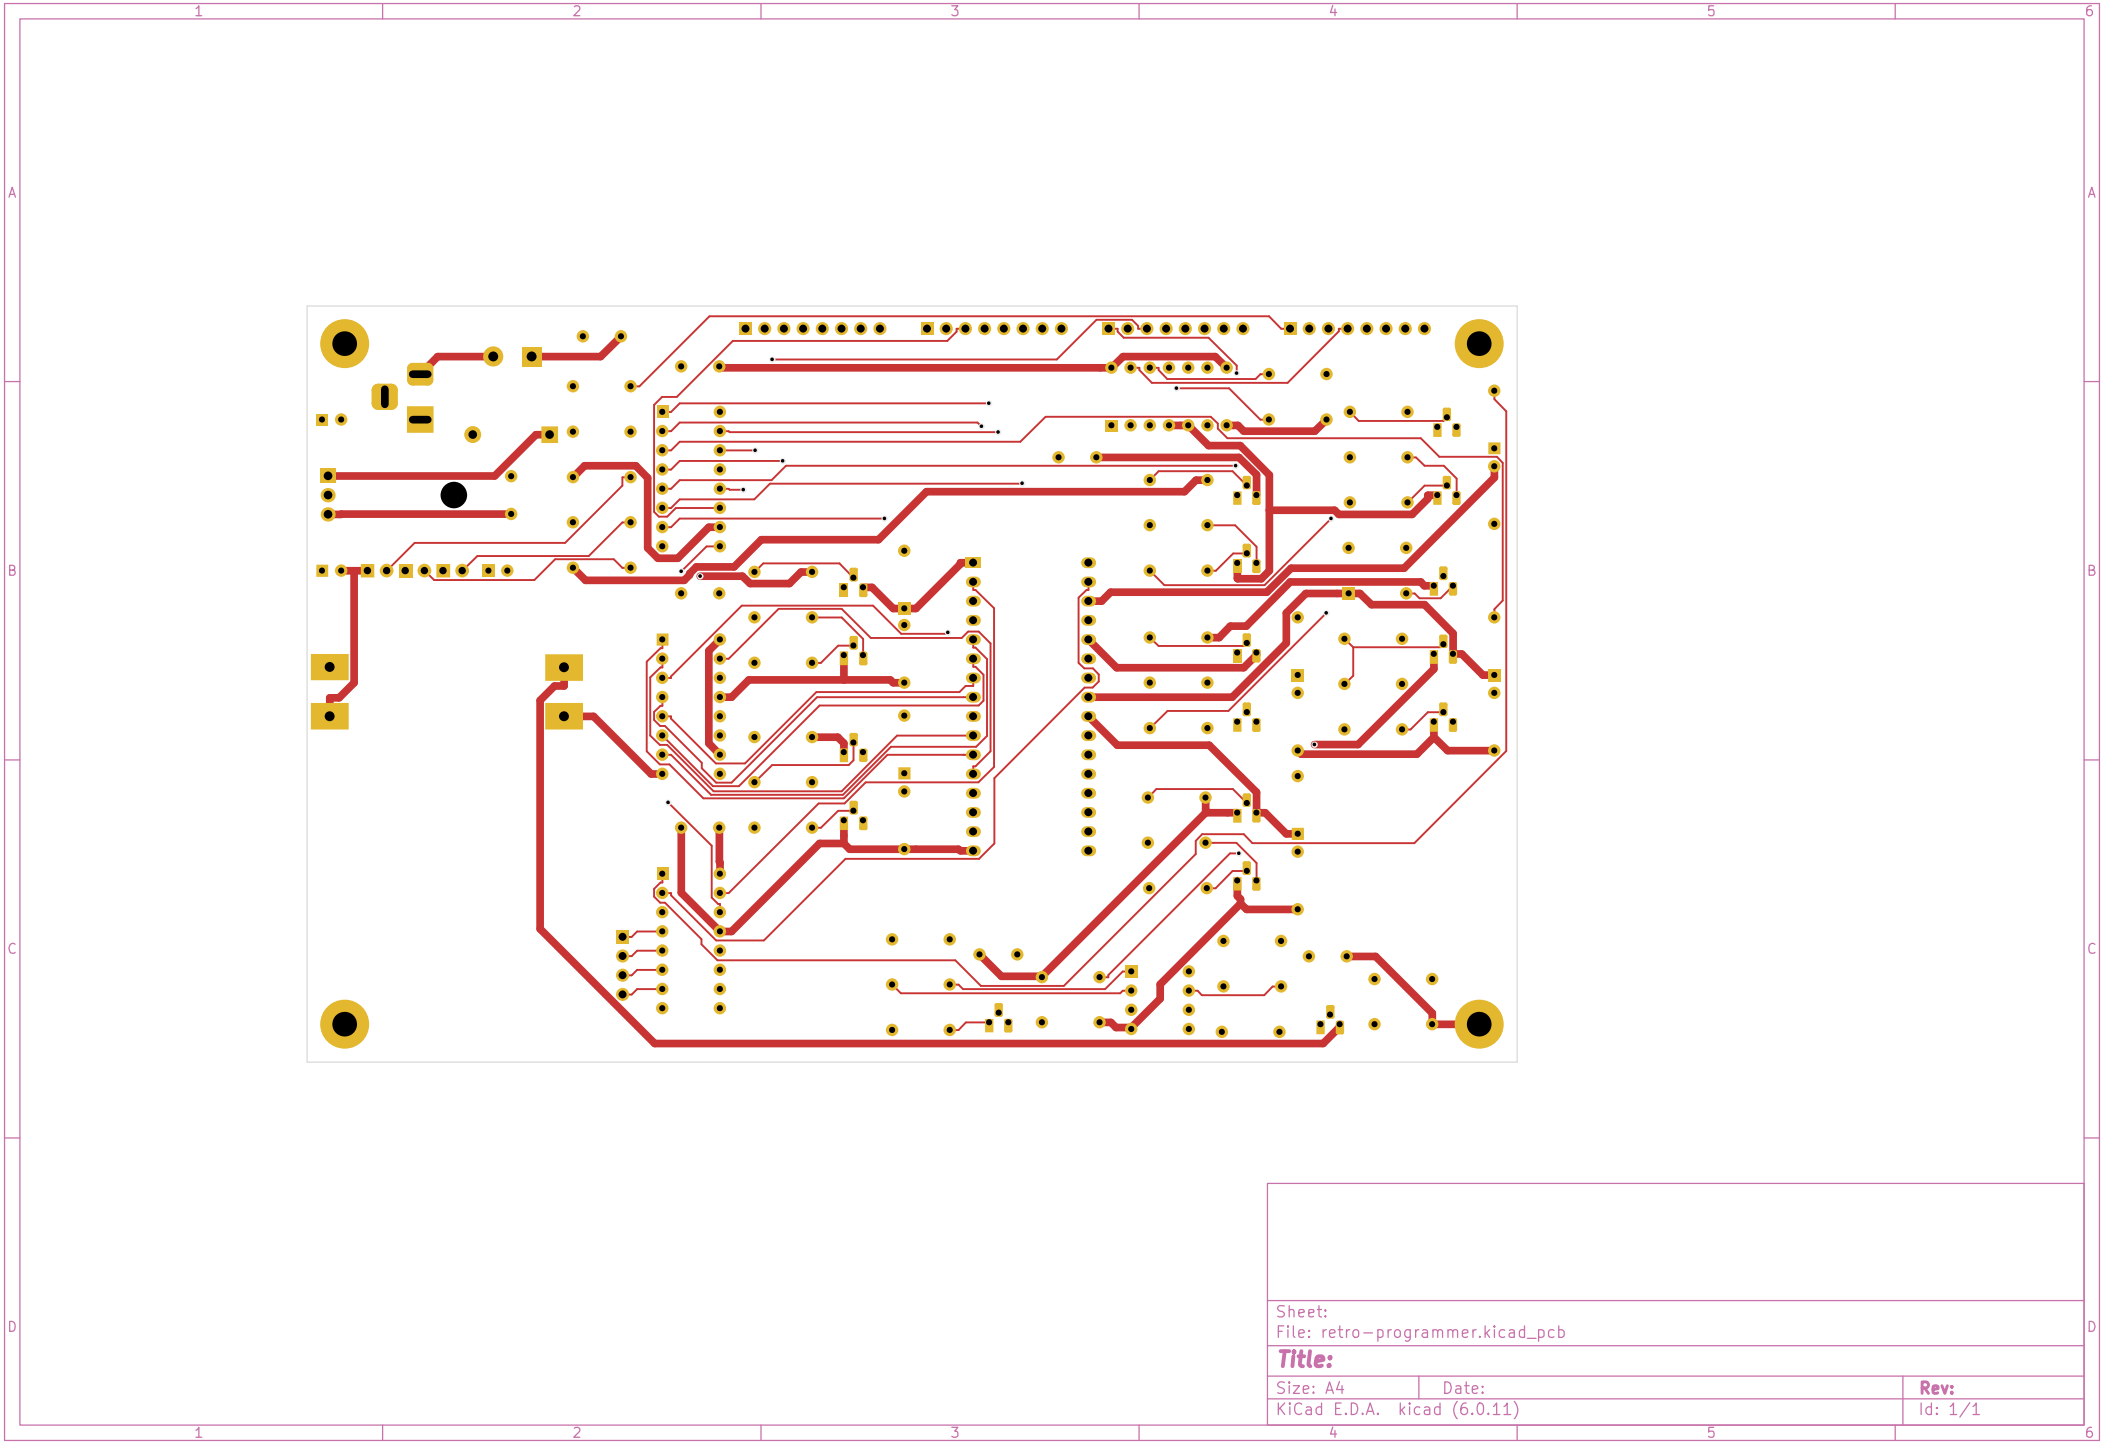 1 2 3 4 5 6
A A
B B
C C
D D
Sheet:
File: retro-programmer.kicad_pcb
Title:
Size: A4 Date: Rev:
KiCad E.D.A. kicad (6.0.11) Id: 1/1
1 2 3 4 5 6